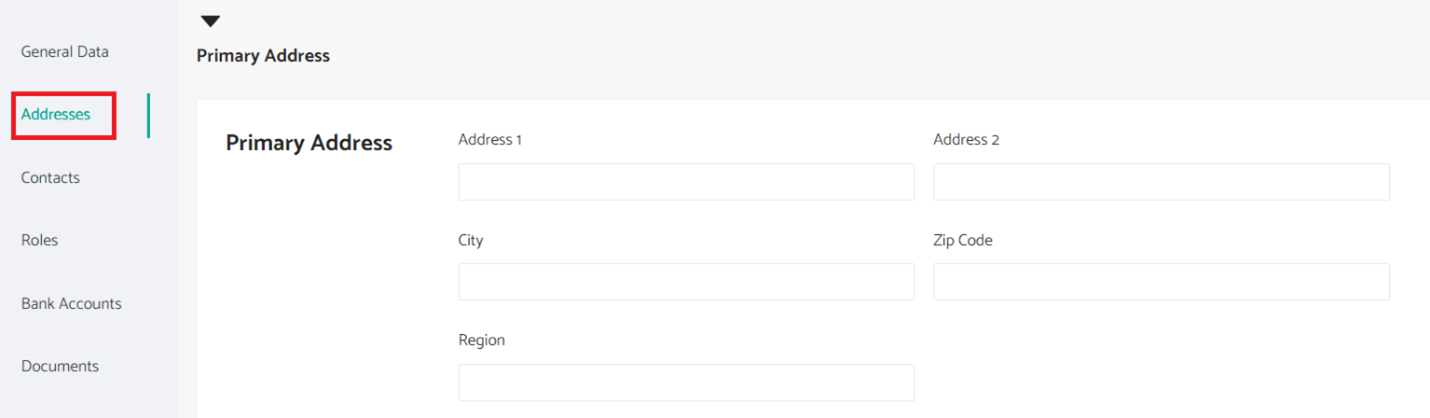 General Data
Addresses
Contacts
Roles
Bank Accounts
Documents
Primary Address
Primary Address
Address 1
Address 2
City
Zip Code
Region